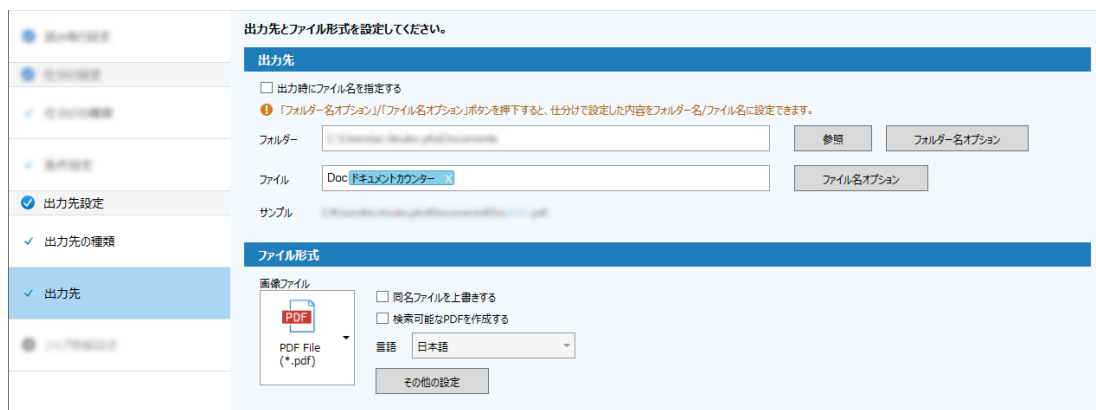 出力先とファイル形式を設定してください。
出力先
出力時にファイル名を指定する
「フォルダー名オプション」/「ファイル名オプション」ボタンを押下すると、仕分けで設定した内容をフォルダー名/ファイル名に設定できます。
フォルダー
参照
フォルダー名オプション
ファイル
Doc ドキュメントカウンター X
ファイル名オプション
サンプル
出力先設定
出力先の種類
出力先
ファイル形式
画像ファイル
PDF
PDF File
(*.pdf)
同名ファイルを上書きする
検索可能なPDFを作成する
言語 日本語
その他の設定